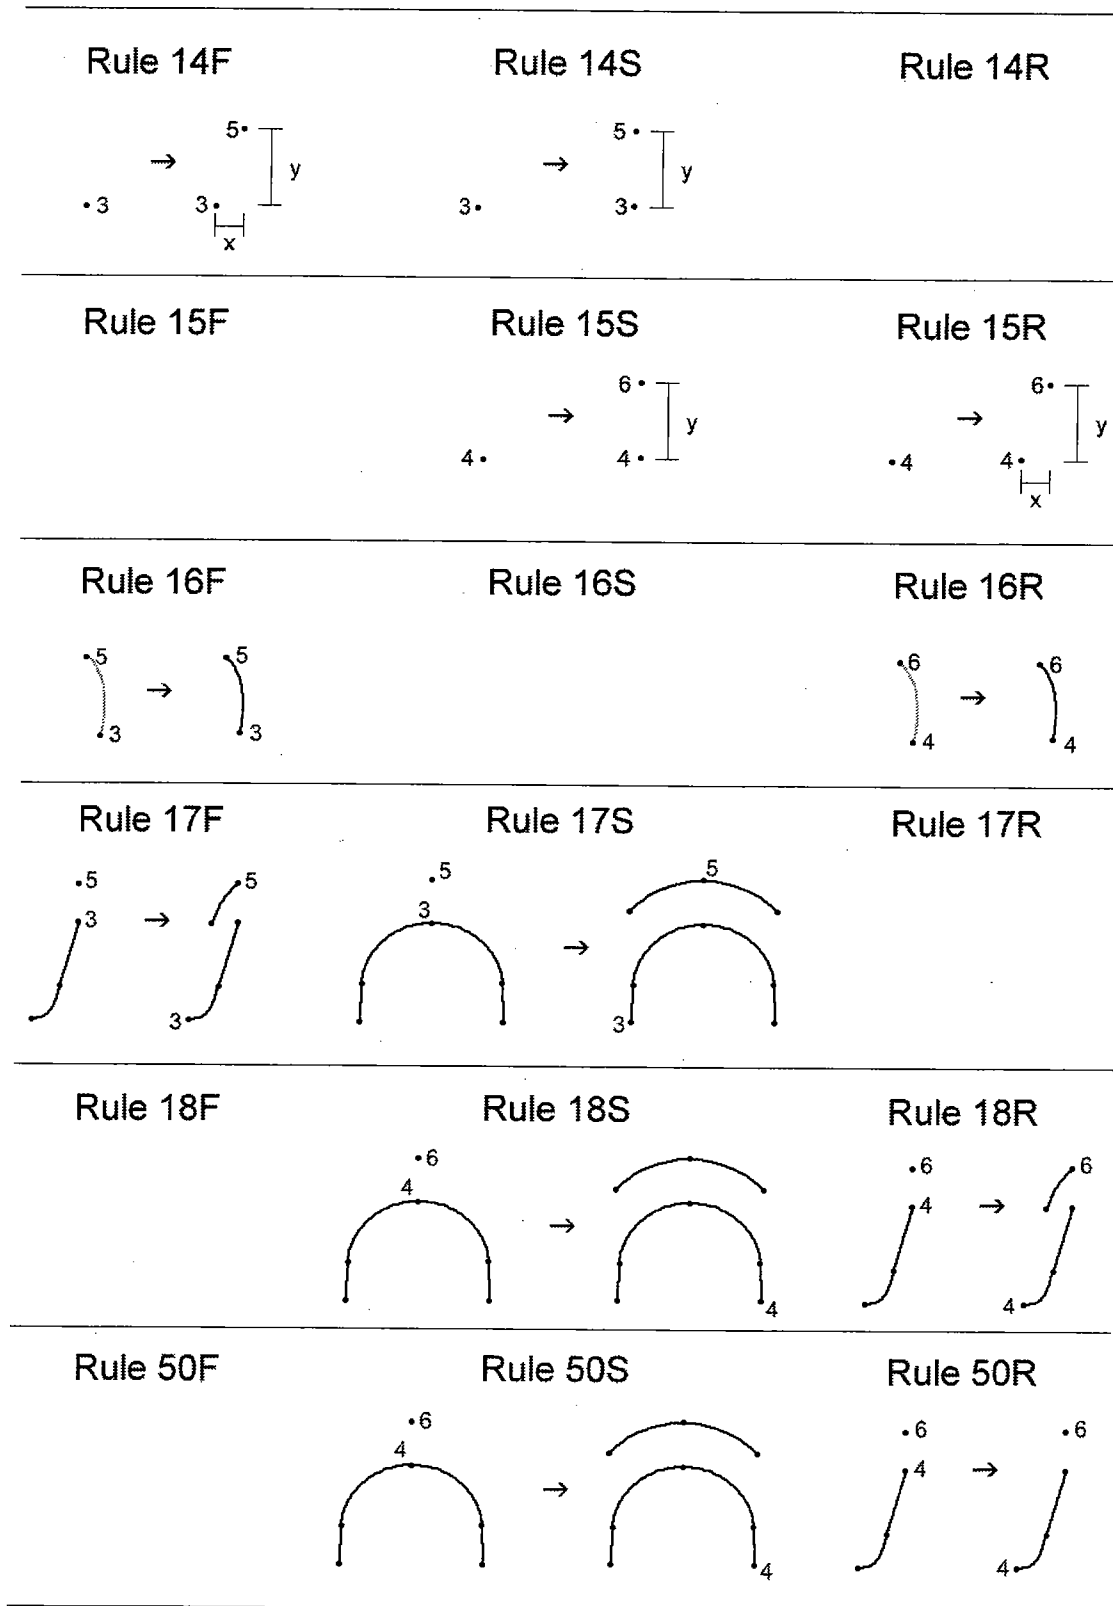 Rule 14F Rule 14S Rule 14R
5 5
→ y → y
3 3 3 3
x
Rule 15F Rule 15S Rule 15R
6 6
→ y → y
4 4 4 4
x
Rule 16F Rule 16S Rule 16R
5 → 5 6 → 6
3 3 4 4
Rule 17F Rule 17S Rule 17R
5 → 5 5 → 5
3 3
3 3
Rule 18F Rule 18S Rule 18R
6 → 6 → 6
4 4
4 4
Rule 50F Rule 50S Rule 50R
6 → 6 → 6
4 4
4 4